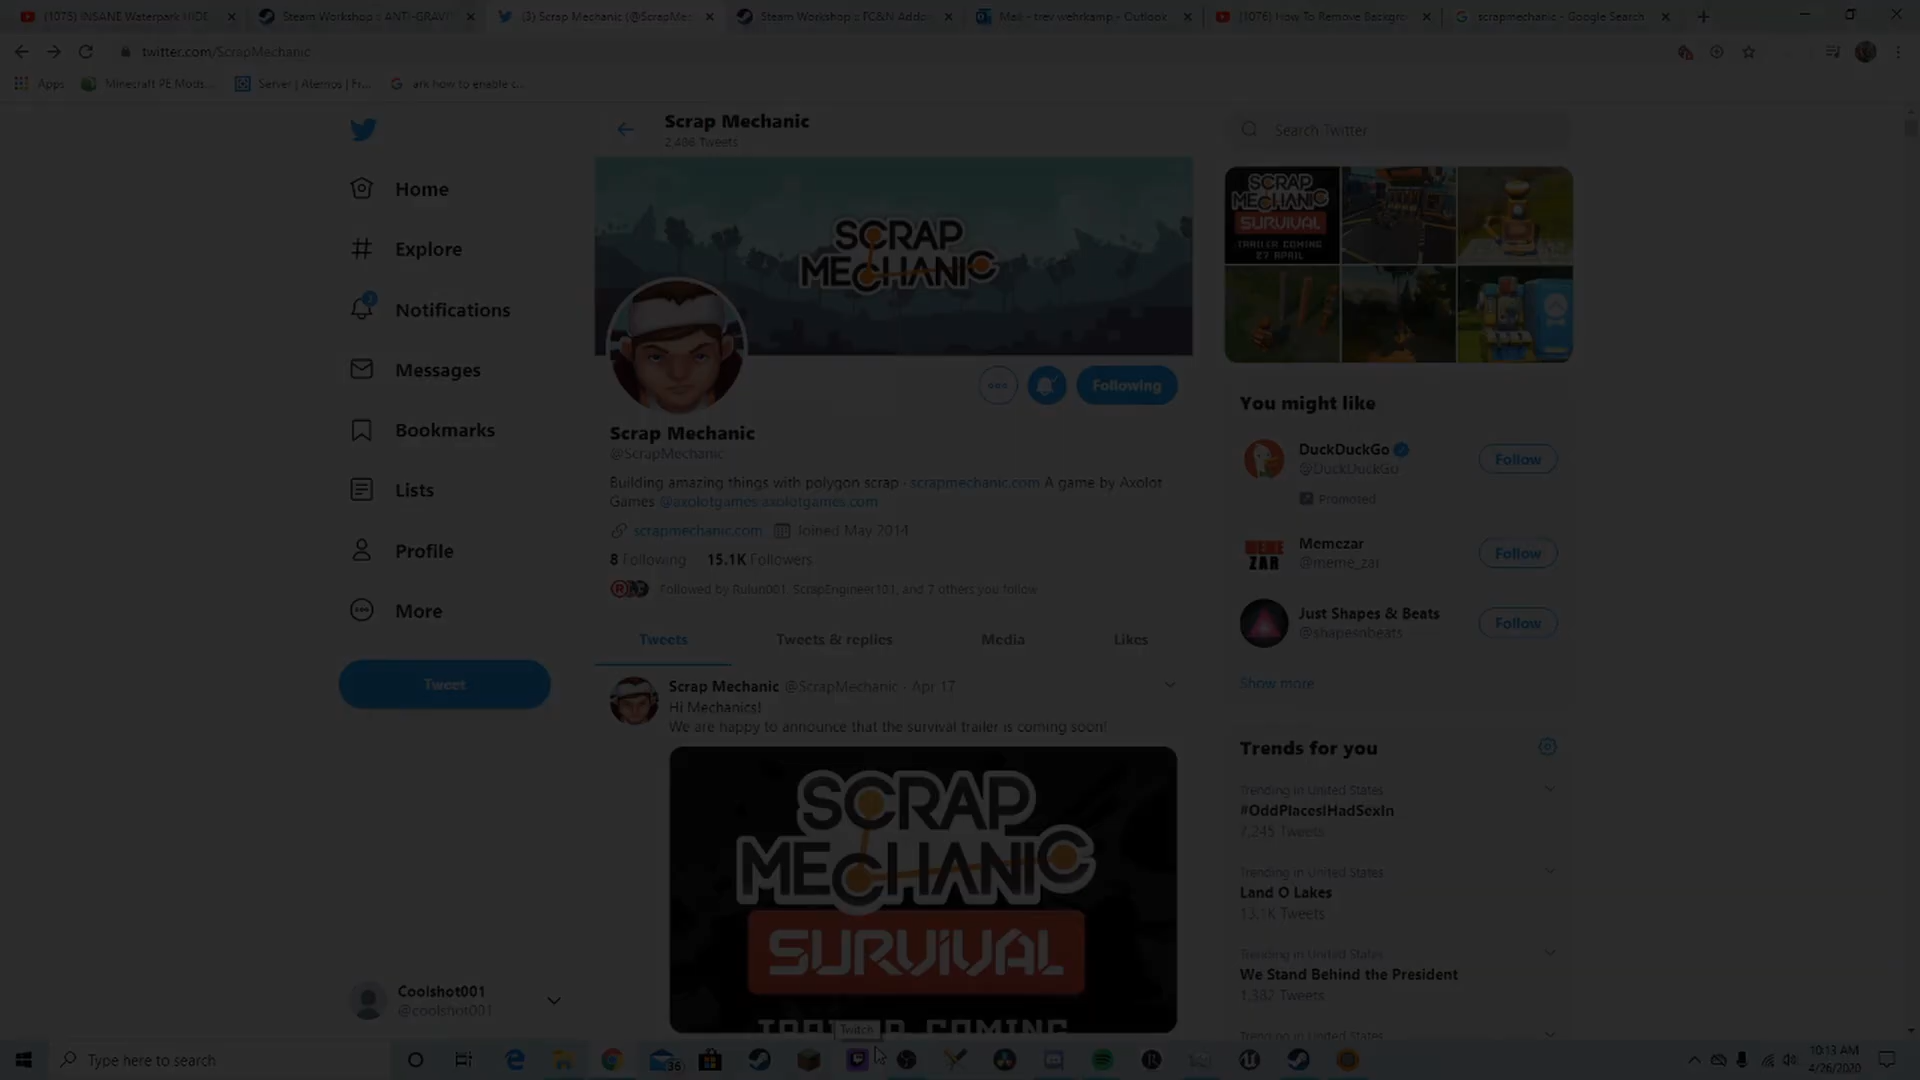 (1075) INSANE Waterpark HIDE
Steam Workshop :: ANTI-GRAVI
(3) Scrap Mechanic (@ScrapMec
Steam Workshop :: FC&N Addo
Mail - trev wehrkamp - Outlook
(1076) How To Remove Backgro
scrapmechanic - Google Search
twitter.com/ScrapMechanic
Apps
Minecraft PE Mods...
Server | Aternos | Fr...
ark how to enable c...
Scrap Mechanic
2,486 Tweets
Search Twitter
Home
Explore
Notifications
Messages
Bookmarks
Lists
Profile
More
Tweet
SCRAP
MECHANIC
Following
Scrap Mechanic
@ScrapMechanic
Building amazing things with polygon scrap - scrapmechanic.com A game by Axolot
Games @axolotgames axolotgames.com
scrapmechanic.com Joined May 2014
8 Following 15.1K Followers
Followed by Ruiun001, ScrapEngineer101, and 7 others you follow
Tweets
Tweets & replies
Media
Likes
Scrap Mechanic @ScrapMechanic · Apr 17
Hi Mechanics!
We are happy to announce that the survival trailer is coming soon!
SCRAP
MECHANIC
SURVIVAL
TRAILER COMING
SCRAP
MECHANIC
SURVIVAL
TRAILER COMING
27 APRIL
You might like
DuckDuckGo
@DuckDuckGo
Follow
Promoted
Memezar
@meme_zar
Follow
Just Shapes & Beats
@shapesnbeats
Follow
Show more
Trends for you
Trending in United States
#OddPlacesIHadSexIn
7,245 Tweets
Trending in United States
Land O Lakes
13.1K Tweets
Trending in United States
We Stand Behind the President
1,382 Tweets
Trending in United States
Coolshot001
@coolshot001
Twitch
Type here to search
36
10:13 AM
4/26/2020